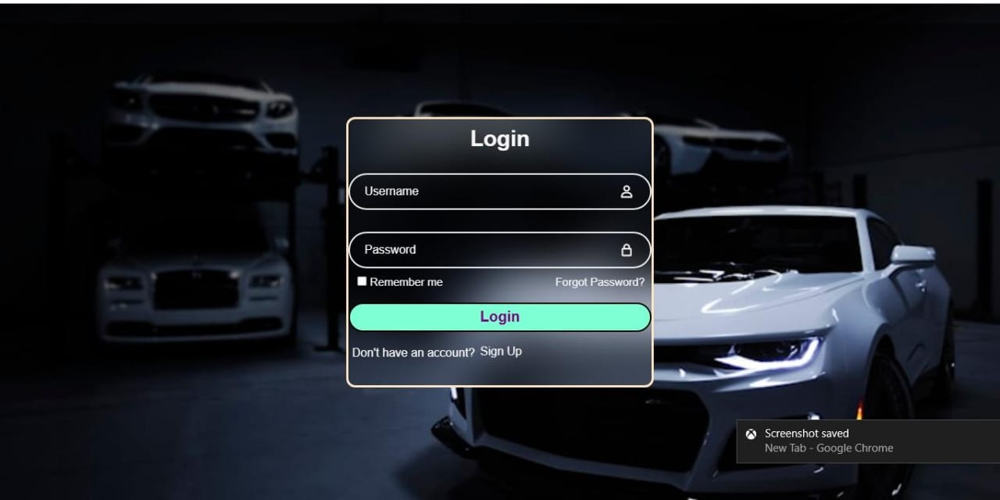 Login
Username
Password
Remember me Forgot Password?
Login
Don't have an account? Sign Up
Screenshot saved
New Tab - Google Chrome